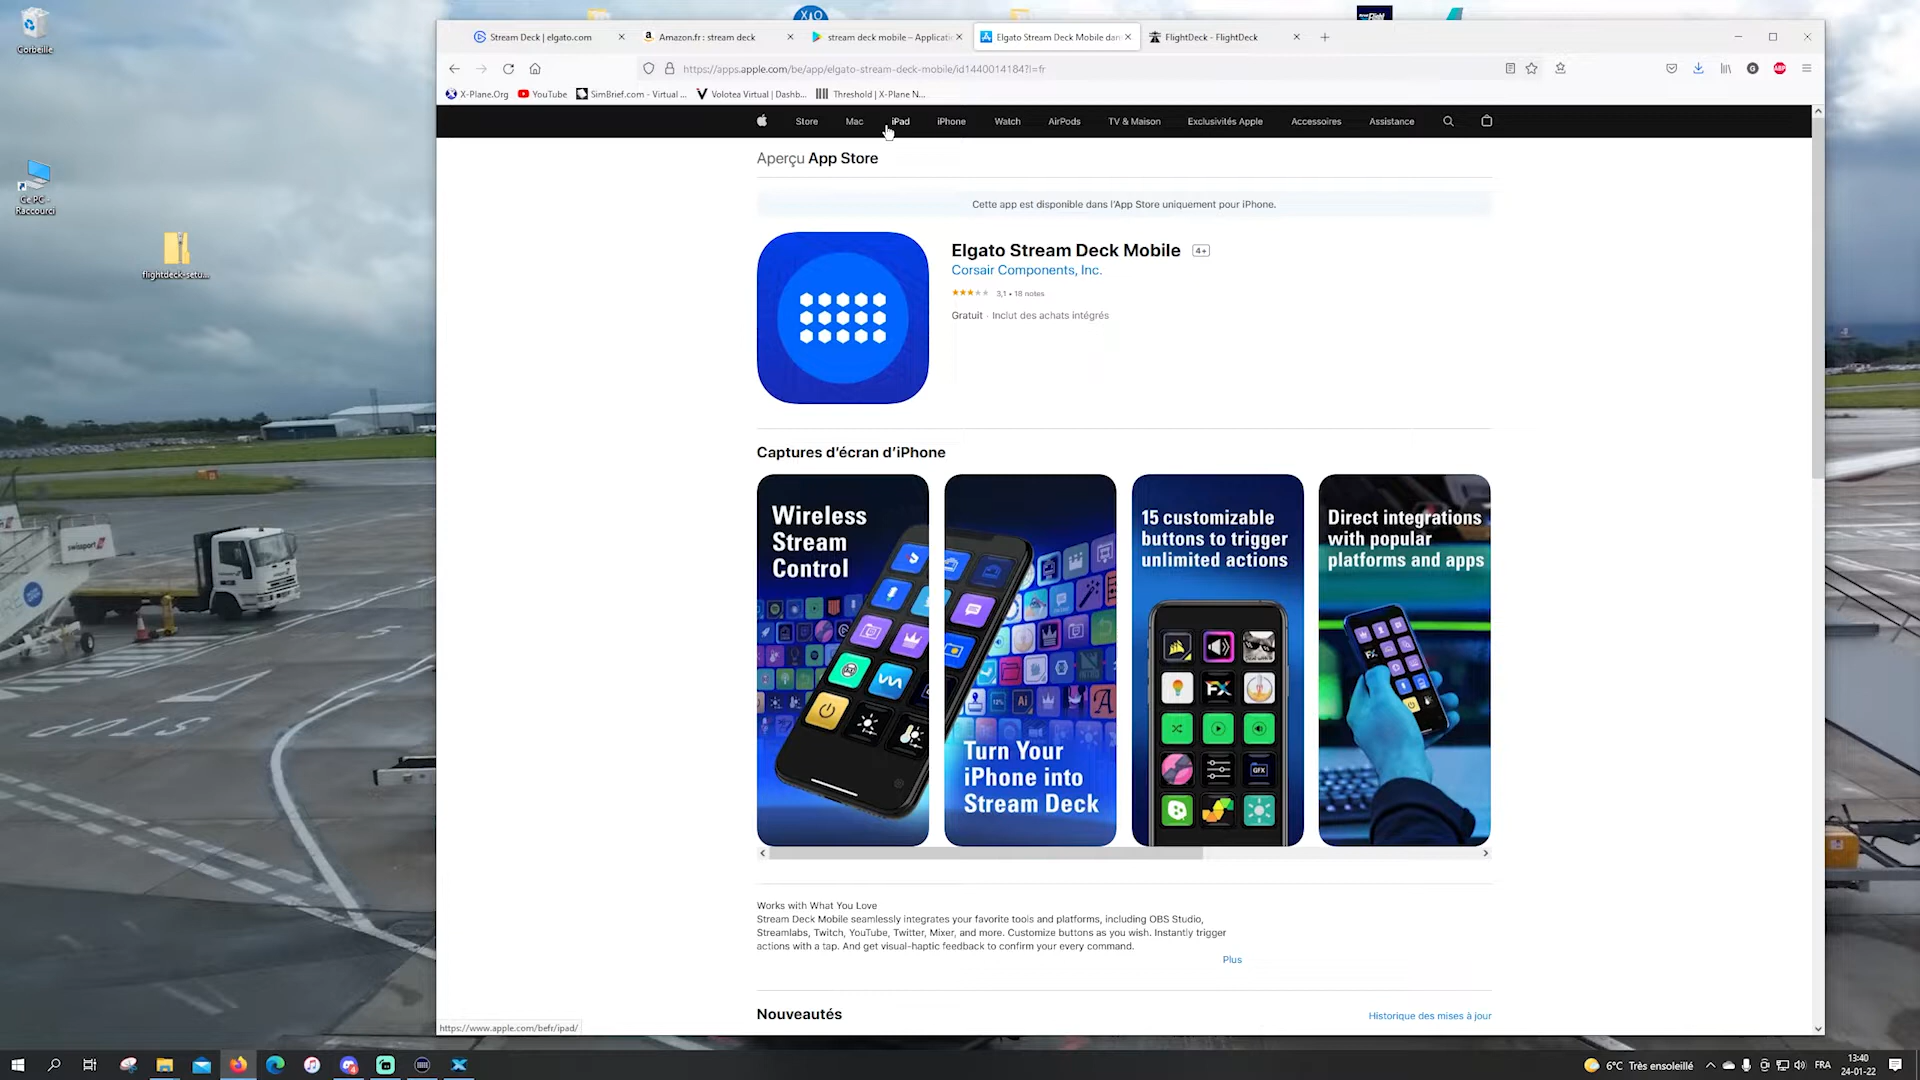 Corbeille
Ce PC -
Raccourci
flightdeck-setu...
Stream Deck | elgato.com
Amazon.fr : stream deck
stream deck mobile – Applicati
Elgato Stream Deck Mobile dan
FlightDeck - FlightDeck
https://apps.apple.com/be/app/elgato-stream-deck-mobile/id1440014184?l=fr
X-Plane.Org
YouTube
SimBrief.com - Virtual ...
Volotea Virtual | Dashb...
Threshold | X-Plane N...
Store
Mac
iPad
iPhone
Watch
AirPods
TV & Maison
Exclusivités Apple
Accessoires
Assistance
Aperçu App Store
Cette app est disponible dans l'App Store uniquement pour iPhone.
Elgato Stream Deck Mobile 4+
Corsair Components, Inc.
3,1 • 18 notes
Gratuit · Inclut des achats intégrés
Captures d'écran d'iPhone
Wireless
Stream
Control
Turn Your
iPhone into
Stream Deck
15 customizable
buttons to trigger
unlimited actions
FX
GFX
Direct integrations
with popular
platforms and apps
Works with What You Love
Stream Deck Mobile seamlessly integrates your favorite tools and platforms, including OBS Studio,
Streamlabs, Twitch, YouTube, Twitter, Mixer, and more. Customize buttons as you wish. Instantly trigger
actions with a tap. And get visual-haptic feedback to confirm your every command.
Plus
Nouveautés
Historique des mises à jour
https://www.apple.com/befr/ipad/
swissport
STOP
6°C Très ensoleillé
FRA
13:40
24-01-22